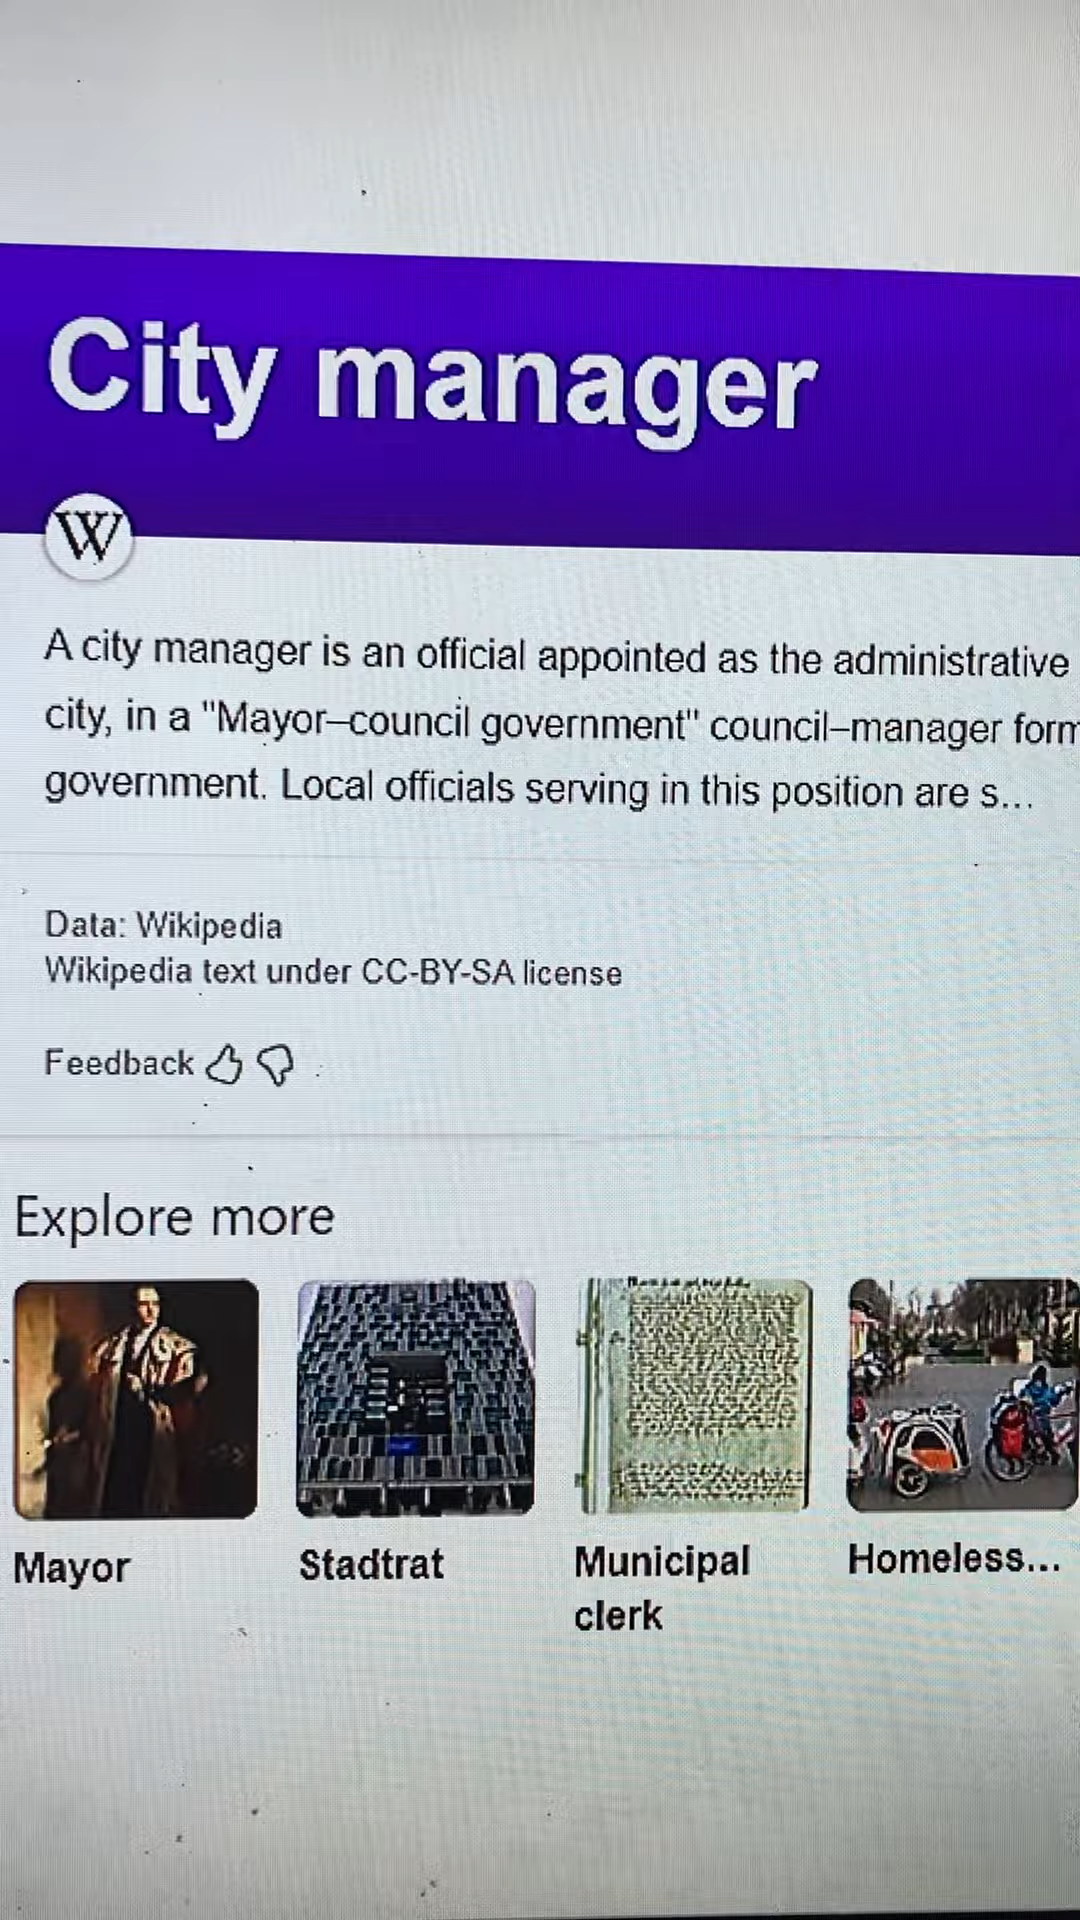 City manager
W
A city manager is an official appointed as the administrative
city, in a "Mayor–council government" council–manager form
government. Local officials serving in this position are s...
Data: Wikipedia
Wikipedia text under CC-BY-SA license
Feedback
Explore more
Mayor
Stadtrat
Municipal
clerk
Homeless...